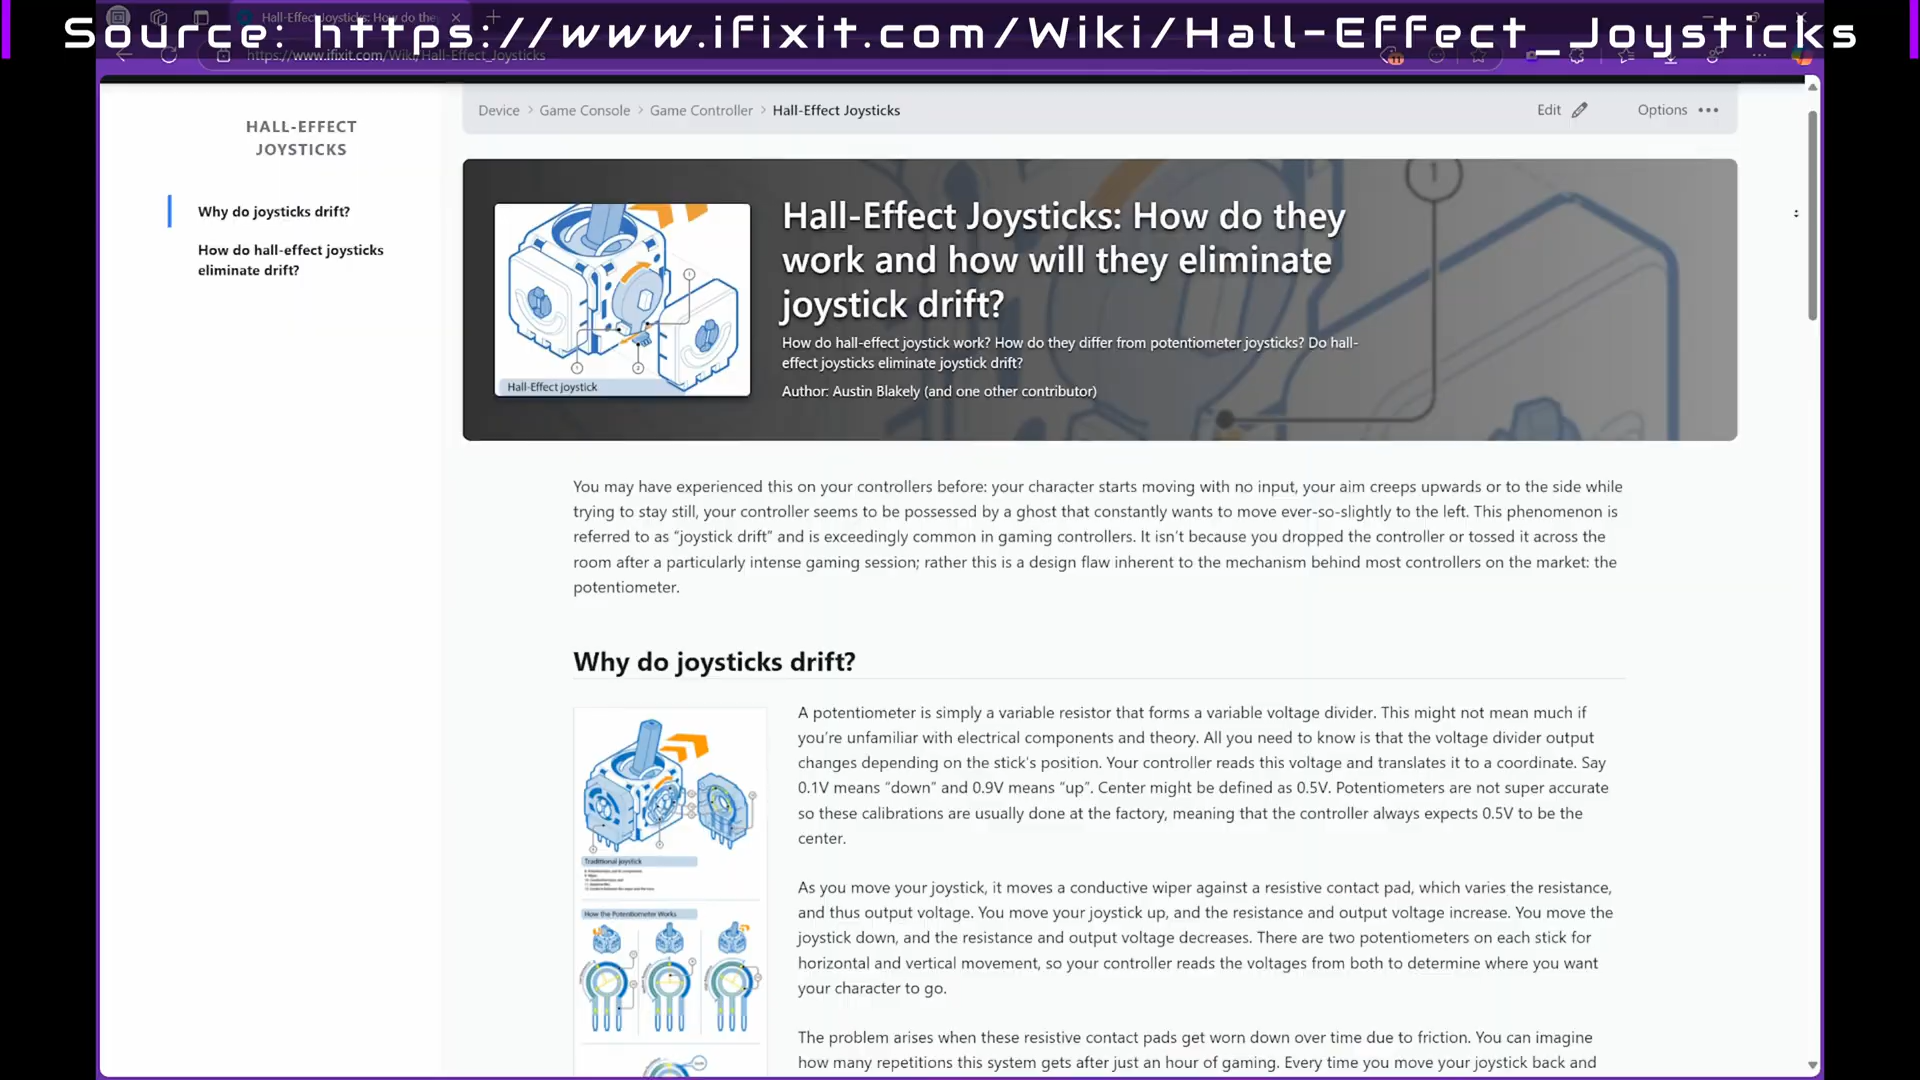 Source: https://www.iFixit.com/Wiki/Hall-Effect_Joysticks
Hall-Effect Joysticks: How do the
https://www.ifixit.com/Wiki/Hall-Effect_Joysticks
Device > Game Console > Game Controller > Hall-Effect Joysticks
Edit
Options
HALL-EFFECT
JOYSTICKS
Why do joysticks drift?
How do hall-effect joysticks
eliminate drift?
Hall-Effect joystick
Hall-Effect Joysticks: How do they
work and how will they eliminate
joystick drift?
How do hall-effect joystick work? How do they differ from potentiometer joysticks? Do hall-
effect joysticks eliminate joystick drift?
Author: Austin Blakely (and one other contributor)
You may have experienced this on your controllers before: your character starts moving with no input, your aim creeps upwards or to the side while
trying to stay still, your controller seems to be possessed by a ghost that constantly wants to move ever-so-slightly to the left. This phenomenon is
referred to as “joystick drift” and is exceedingly common in gaming controllers. It isn’t because you dropped the controller or tossed it across the
room after a particularly intense gaming session; rather this is a design flaw inherent to the mechanism behind most controllers on the market: the
potentiometer.
Why do joysticks drift?
Traditional joystick
How the Potentiometer Works
A potentiometer is simply a variable resistor that forms a variable voltage divider. This might not mean much if
you’re unfamiliar with electrical components and theory. All you need to know is that the voltage divider output
changes depending on the stick’s position. Your controller reads this voltage and translates it to a coordinate. Say
0.1V means “down” and 0.9V means “up”. Center might be defined as 0.5V. Potentiometers are not super accurate
so these calibrations are usually done at the factory, meaning that the controller always expects 0.5V to be the
center.
As you move your joystick, it moves a conductive wiper against a resistive contact pad, which varies the resistance,
and thus output voltage. You move your joystick up, and the resistance and output voltage increase. You move the
joystick down, and the resistance and output voltage decreases. There are two potentiometers on each stick for
horizontal and vertical movement, so your controller reads the voltages from both to determine where you want
your character to go.
The problem arises when these resistive contact pads get worn down over time due to friction. You can imagine
how many repetitions this system gets after just an hour of gaming. Every time you move your joystick back and